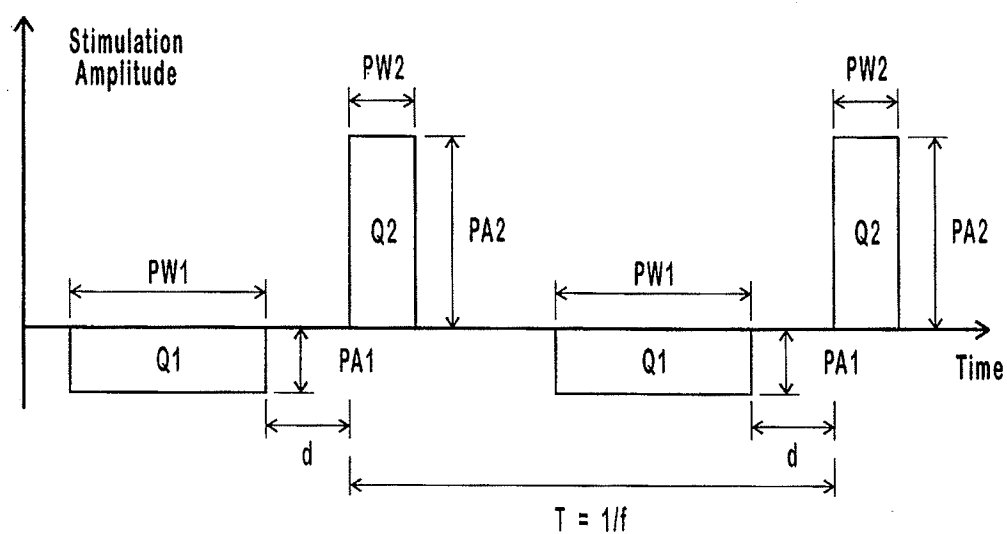 Stimulation
Amplitude
PW2
PW2
Q2
PA2
Q2
PA2
PW1
PW1
Q1
PA1
Q1
PA1
Time
d
d
T = 1/f